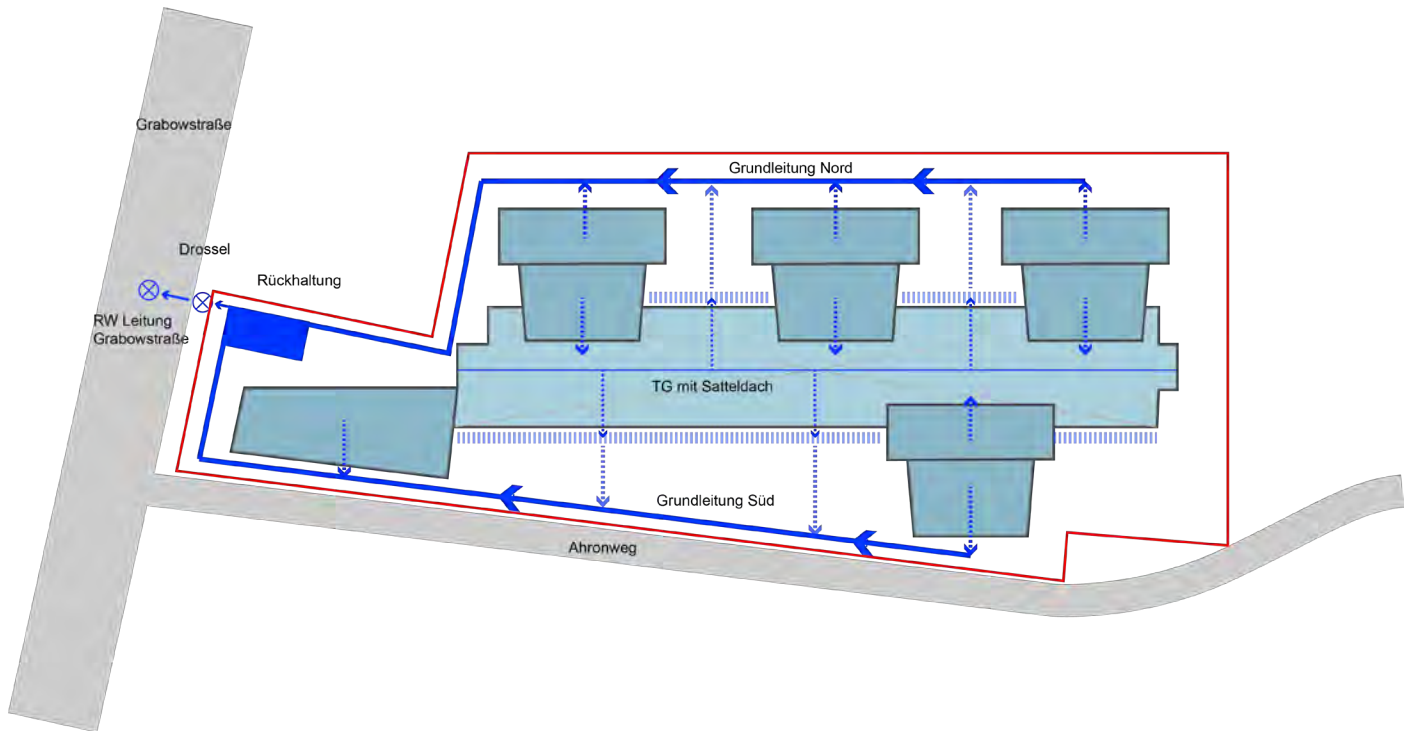 Grabowstraße
Grundleitung Nord
Drossel
Rückhaltung
RW Leitung
Grabowstraße
TG mit Satteldach
Grundleitung Süd
Ahronweg